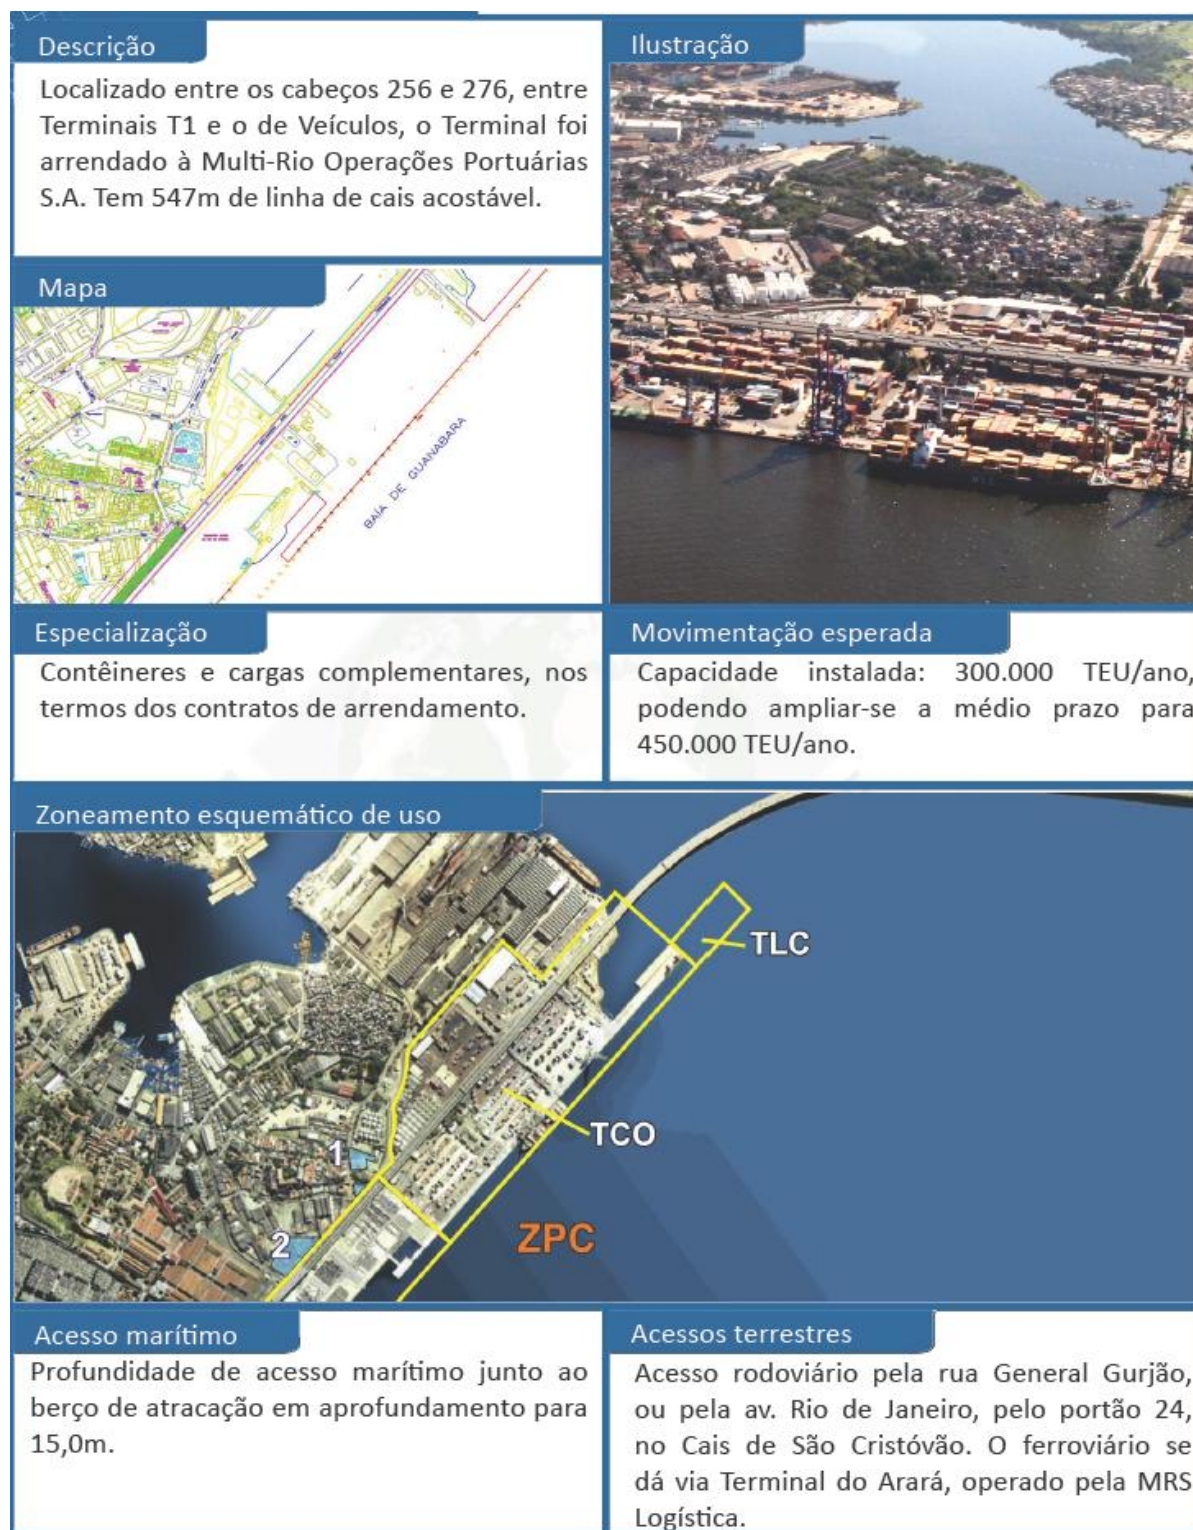 Descrição
Localizado entre os cabeços 256 e 276, entre
Terminais T1 e o de Veículos, o Terminal foi
arrendado à Multi-Rio Operações Portuárias
S.A. Tem 547m de linha de cais acostável.
Ilustração
Mapa
BAÍA DE GUANABARA
Especialização
Contêineres e cargas complementares, nos
termos dos contratos de arrendamento.
Movimentação esperada
Capacidade instalada: 300.000 TEU/ano,
podendo ampliar-se a médio prazo para
450.000 TEU/ano.
Zoneamento esquemático de uso
TLC
TCO
1
2
ZPC
Acesso marítimo
Profundidade de acesso marítimo junto ao
berço de atracação em aprofundamento para
15,0m.
Acessos terrestres
Acesso rodoviário pela rua General Gurjão,
ou pela av. Rio de Janeiro, pelo portão 24,
no Cais de São Cristóvão. O ferroviário se
dá via Terminal do Arará, operado pela MRS
Logística.